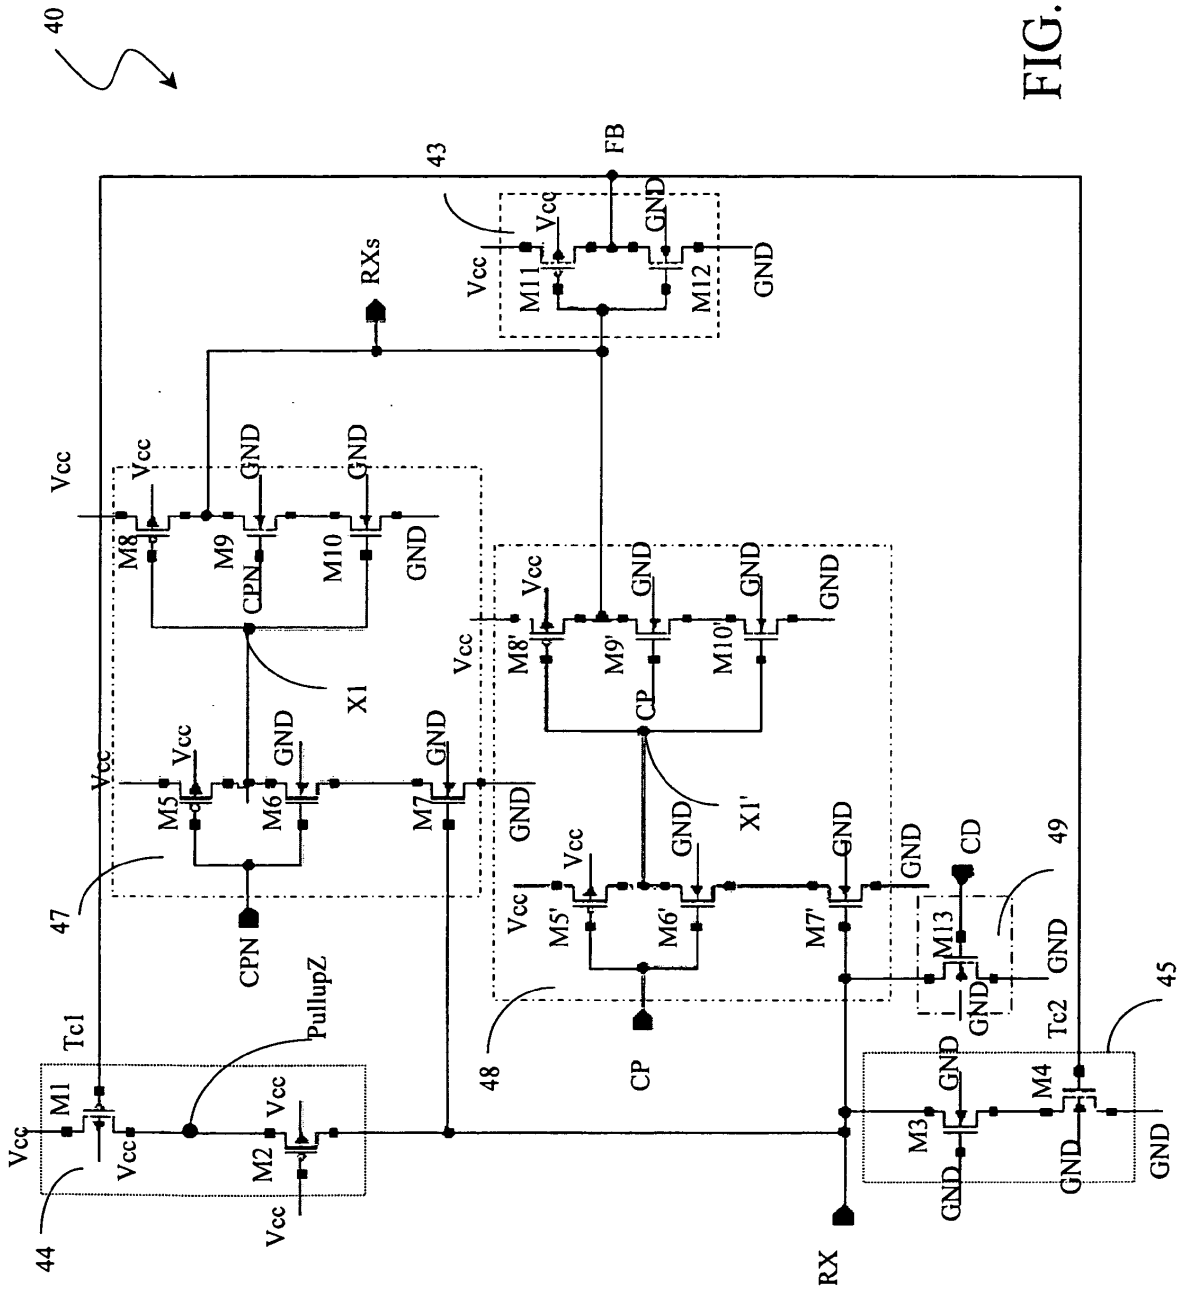 40
FIG.
43
FB
Vcc
Vcc
M11
GND
M12
GND
RXs
Vcc
Vcc
M8
GND
M9
CPN
GND
M10
GND
X1
Vcc
Vcc
M5
GND
M6
GND
M7
GND
47
CPN
Vcc
Vcc
M8'
GND
M9'
CP
GND
M10'
GND
X1'
Vcc
Vcc
M5'
GND
M6'
GND
M7'
GND
48
CP
CD
49
M13
GND
GND
Tc1
PullupZ
M1
Vcc
Vcc
Vcc
M2
Vcc
44
Tc2
45
GND
M3
GND
M4
GND
GND
RX